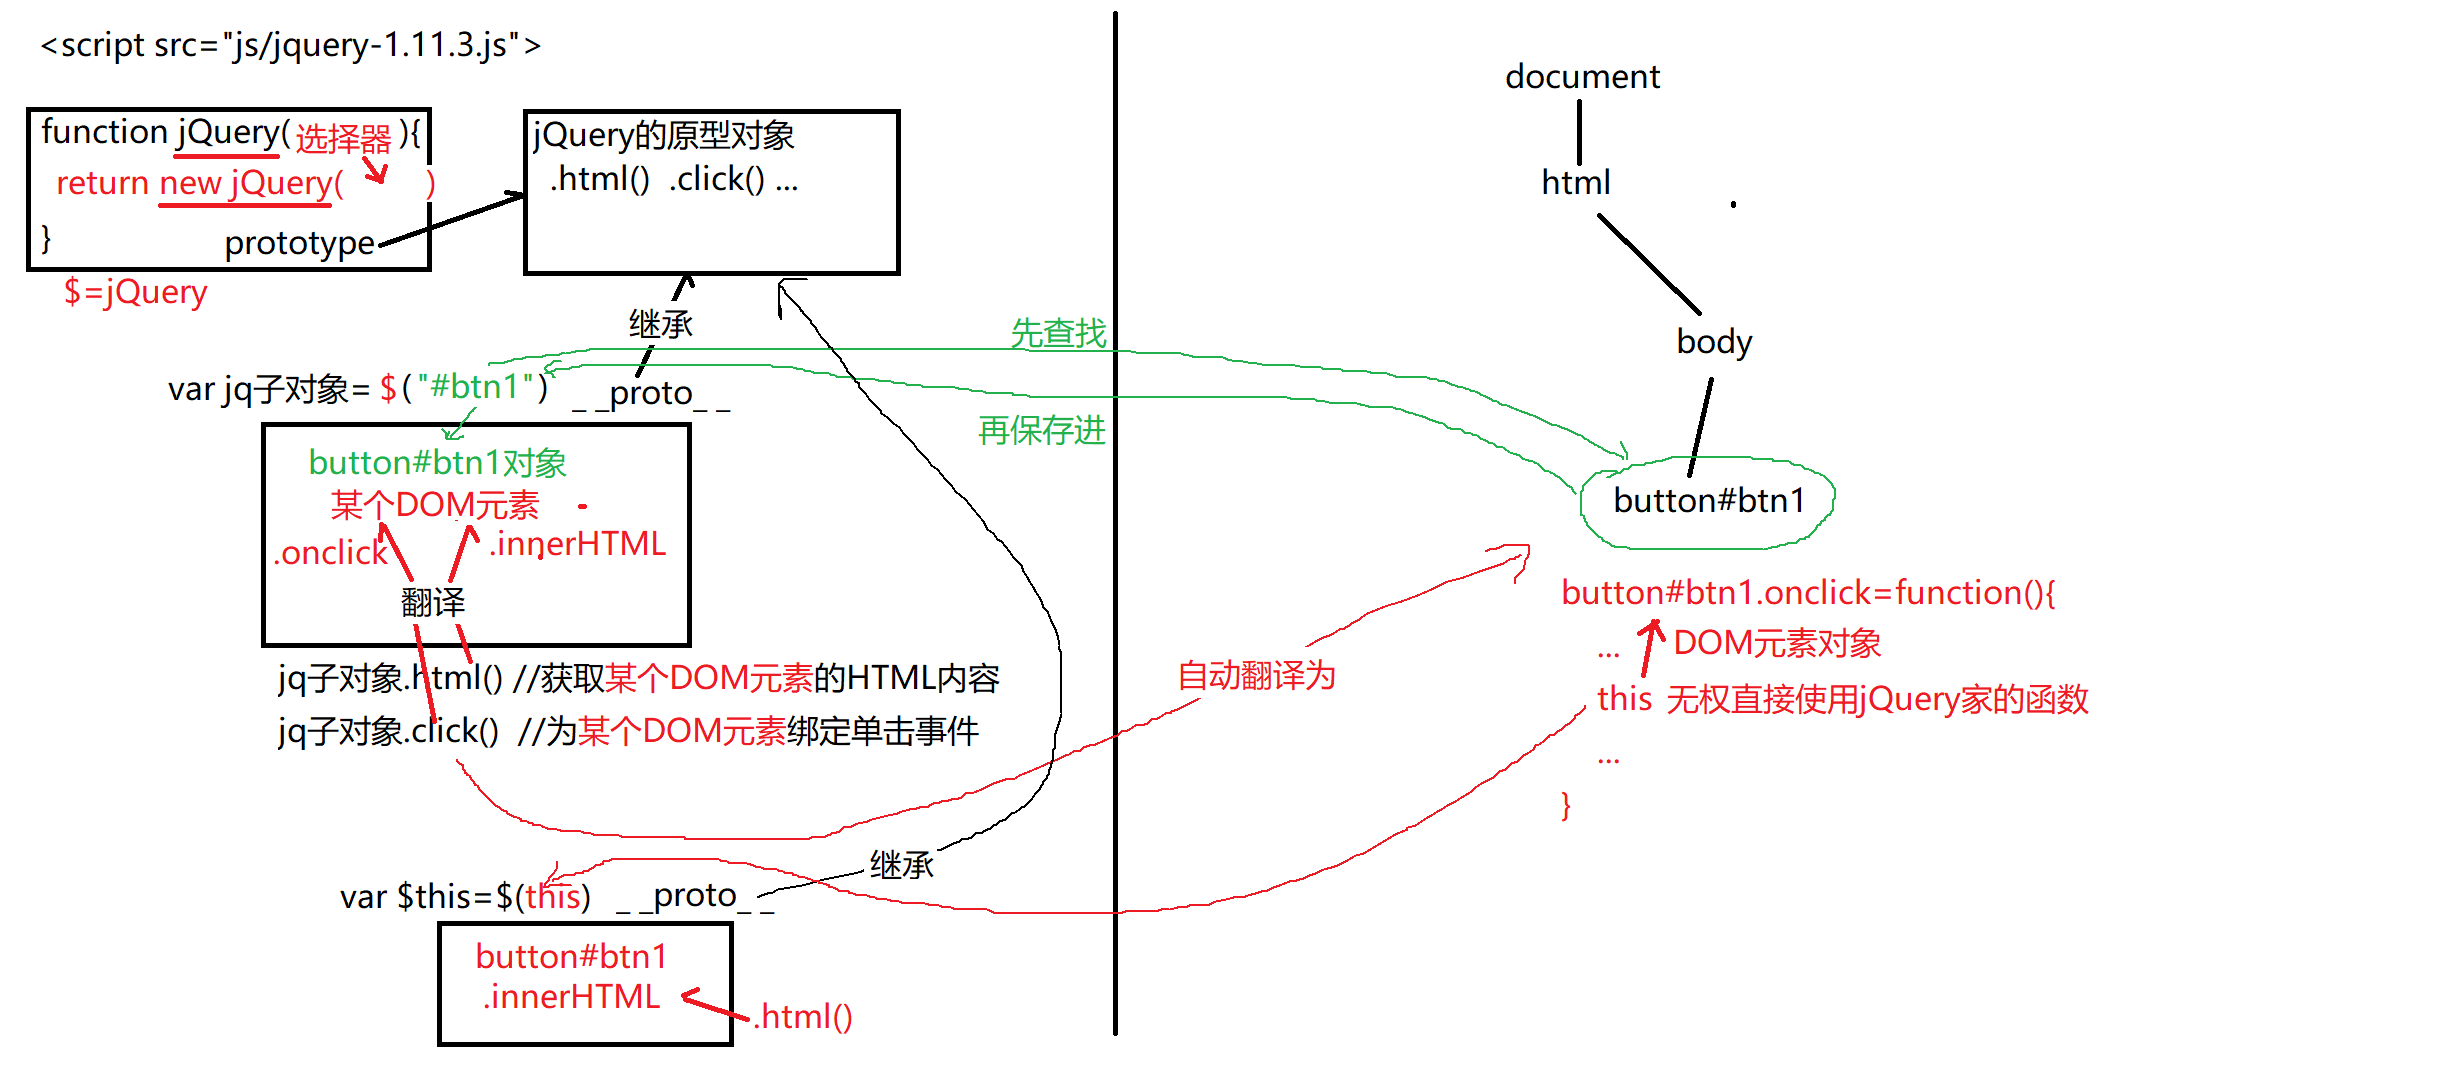 <script src="js/jquery-1.11.3.js">
function jQuery(选择器){
return new jQuery( )
}
prototype
$=jQuery
jQuery的原型对象
.html() .click() ...
继承
var jq子对象= $("#btn1") _ _proto_ _
button#btn1对象
某个DOM元素
.onclick
.innerHTML
翻译
jq子对象.html() //获取某个DOM元素的HTML内容
jq子对象.click() //为某个DOM元素绑定单击事件
继承
var $this=$(this) _ _proto_ _
button#btn1
.innerHTML
.html()
先查找
再保存进
自动翻译为
document
html
body
button#btn1
button#btn1.onclick=function(){
... DOM元素对象
this 无权直接使用jQuery家的函数
...
}